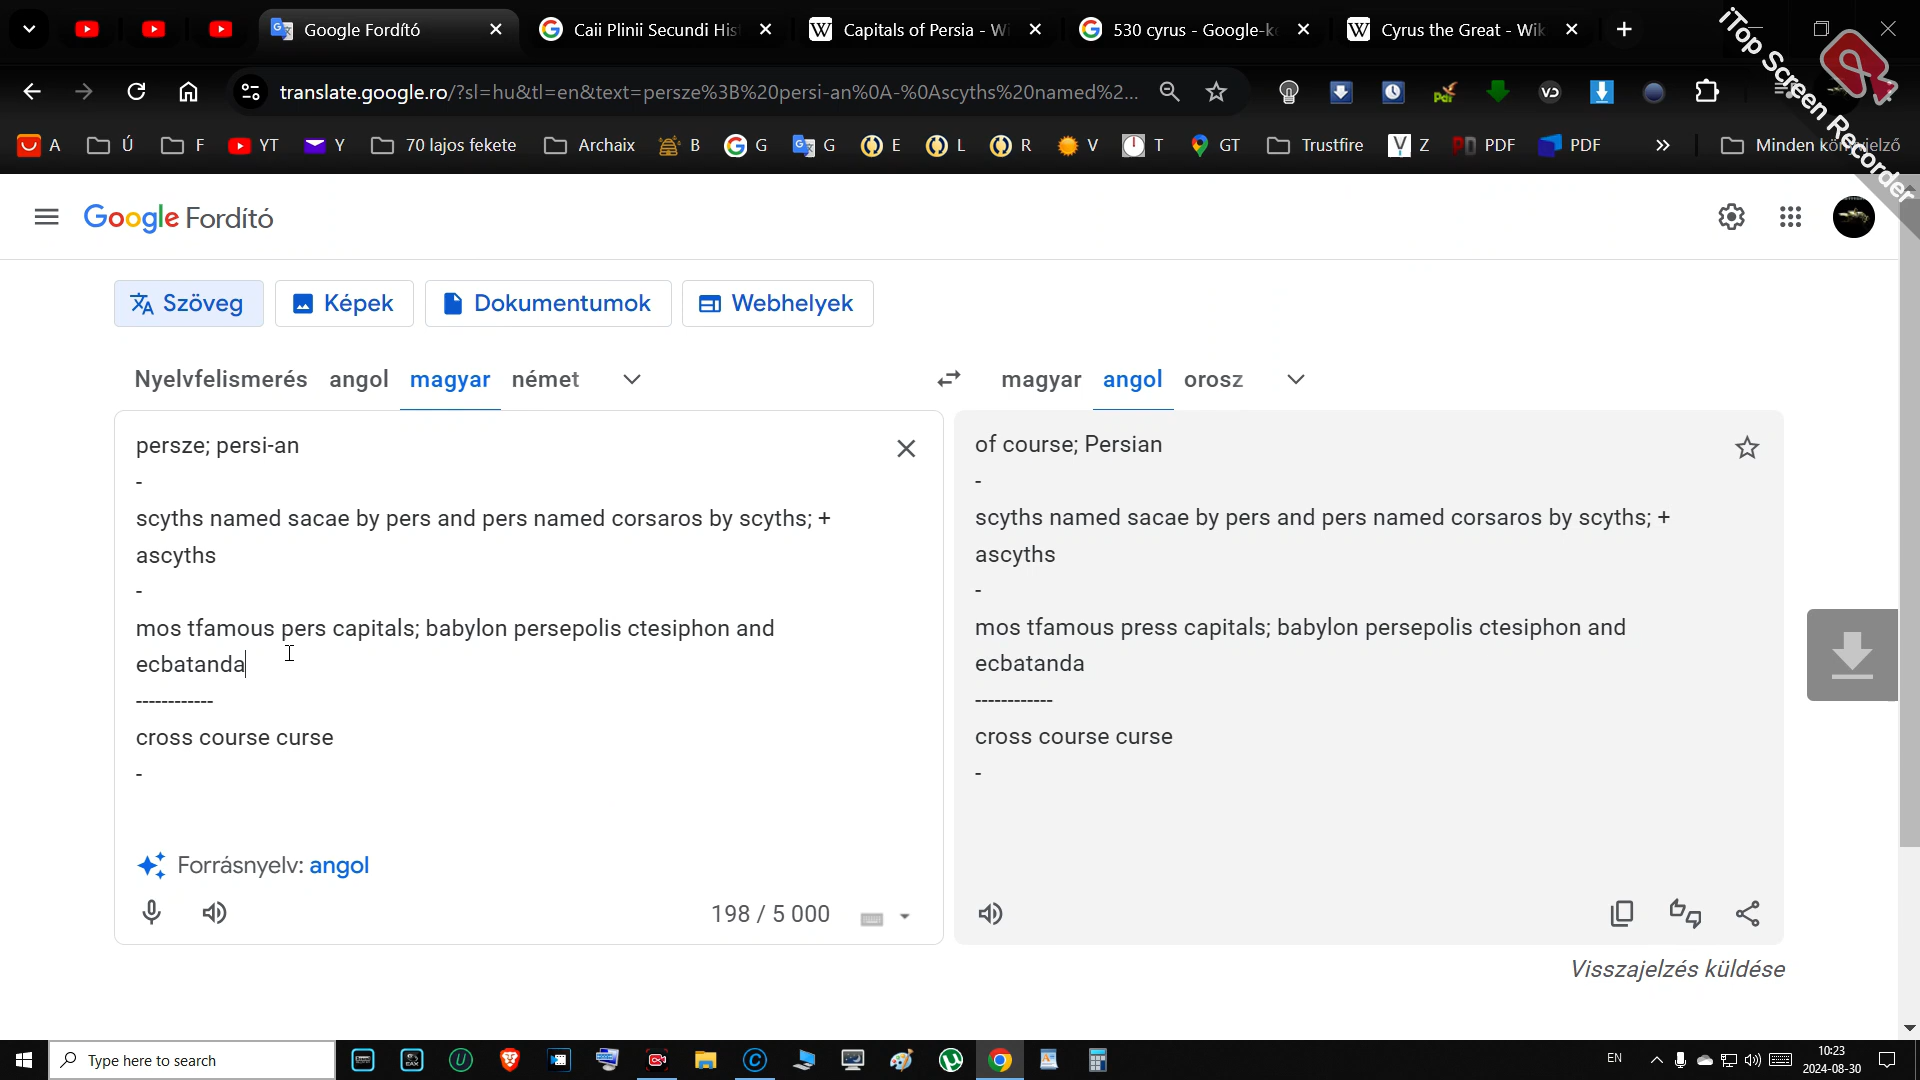 Google Fordító
Caii Plinii Secundi His
Capitals of Persia - Wi
530 cyrus - Google-k
Cyrus the Great - Wik
iTop Screen Recorder
translate.google.ro/?sl=hu&tl=en&text=persze%3B%20persi-an%0A-%0Ascyths%20named%2...
A
Ú
F
YT
Y
70 lajos fekete
Archaix
B
G
G
E
L
R
V
T
GT
Trustfire
Z
PDF
PDF
Google Fordító
Szöveg
Képek
Dokumentumok
Webhelyek
Nyelvfelismerés angol magyar német
magyar angol orosz
persze; persi-an
-
scyths named sacae by pers and pers named corsaros by scyths; +
ascyths
-
mos tfamous pers capitals; babylon persepolis ctesiphon and
ecbatanda
------------
cross course curse
-
Forrásnyelv: angol
198 / 5 000
of course; Persian
-
scyths named sacae by pers and pers named corsaros by scyths; +
ascyths
-
mos tfamous press capitals; babylon persepolis ctesiphon and
ecbatanda
------------
cross course curse
-
Visszajelzés küldése
Type here to search
EN
10:23
2024-08-30